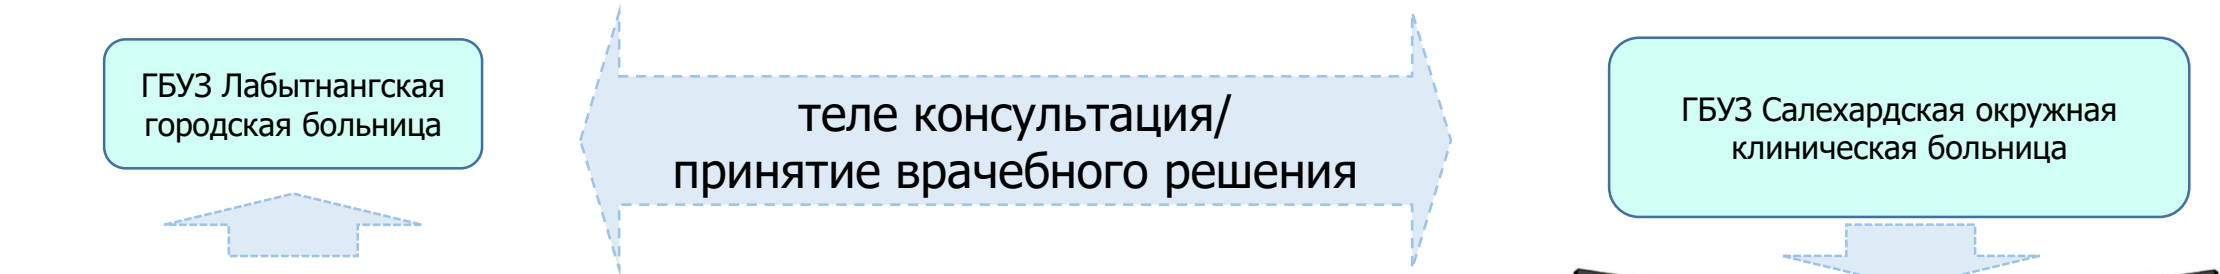 ГБУЗ Лабытнангская
городская больница
теле консультация/
принятие врачебного решения
ГБУЗ Салехардская окружная
клиническая больница